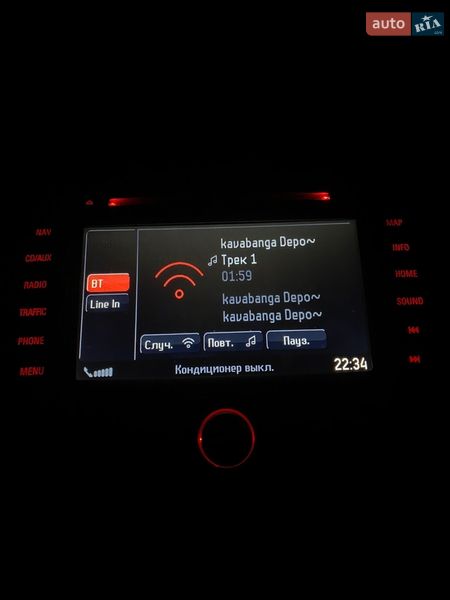 auto RIA
.com
NAV
CD/AUX
RADIO
TRAFFIC
PHONE
MENU
MAP
INFO
HOME
SOUND
BT
Line In
kavabanga Depo~
Трек 1
01:59
kavabanga Depo~
kavabanga Depo~
Случ.
Повт.
Пауз.
Кондиционер выкл.
22:34